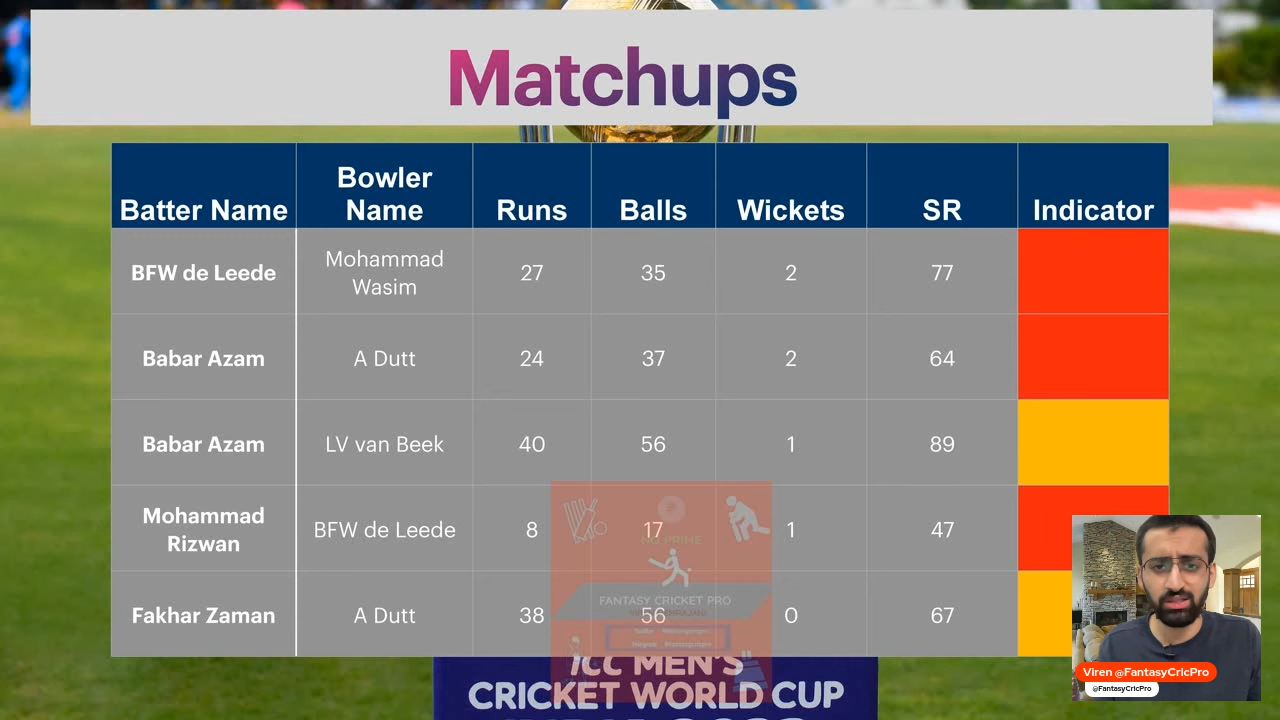 Matchups
Batter Name Bowler Name Runs Balls Wickets SR Indicator
BFW de Leede Mohammad Wasim 27 35 2 77
Babar Azam A Dutt 24 37 2 64
Babar Azam LV van Beek 40 56 1 89
Mohammad Rizwan BFW de Leede 8 17 1 47
Fakhar Zaman A Dutt 38 56 0 67
FANTASY CRICKET PRO
ICC MEN'S
CRICKET WORLD CUP
Viren @FantasyCricPro
@FantasyCricPro